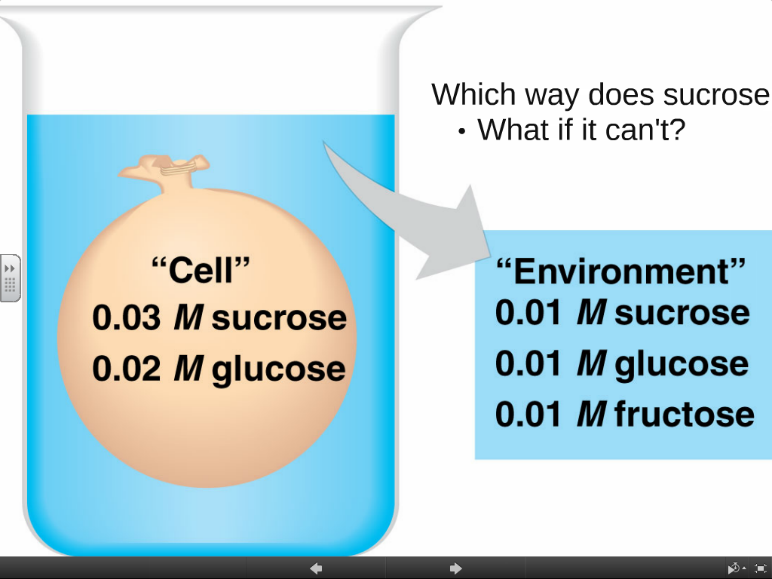 Which way does sucrose
• What if it can't?
“Cell”
0.03 M sucrose
0.02 M glucose
“Environment”
0.01 M sucrose
0.01 M glucose
0.01 M fructose